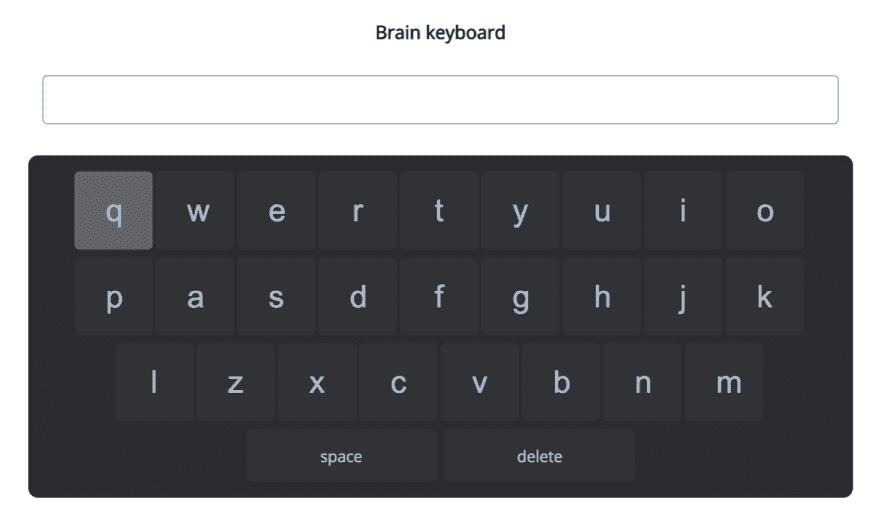 Brain keyboard
q w e r t y u i o
p a s d f g h j k
l z x c v b n m
space delete